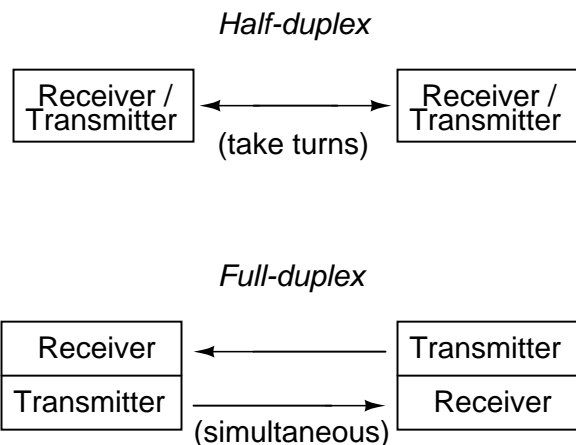 Half-duplex
Receiver / Receiver /
Transmitter Transmitter
(take turns)
Full-duplex
Receiver Transmitter
Transmitter Receiver
(simultaneous)